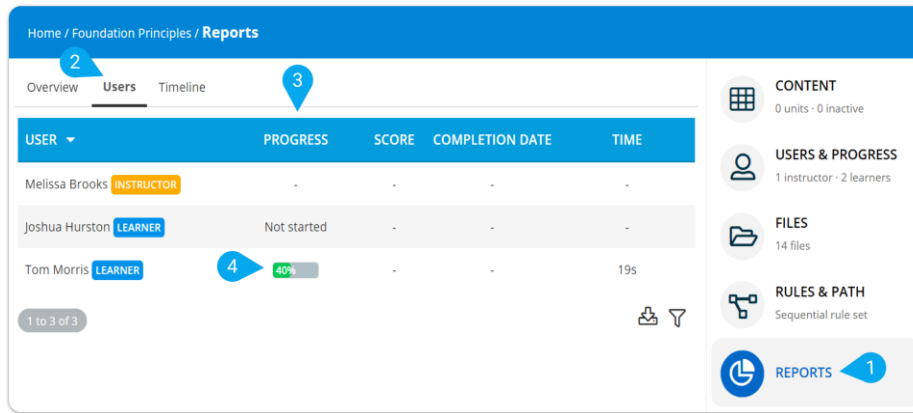 Home / Foundation Principles / Reports
2
3
Overview Users Timeline
USER PROGRESS SCORE COMPLETION DATE TIME
Melissa Brooks INSTRUCTOR - - - -
Joshua Hurston LEARNER Not started - - -
Tom Morris LEARNER 4 40% - - 19s
1 to 3 of 3
CONTENT
0 units · 0 inactive
USERS & PROGRESS
1 instructor · 2 learners
FILES
14 files
RULES & PATH
Sequential rule set
REPORTS 1